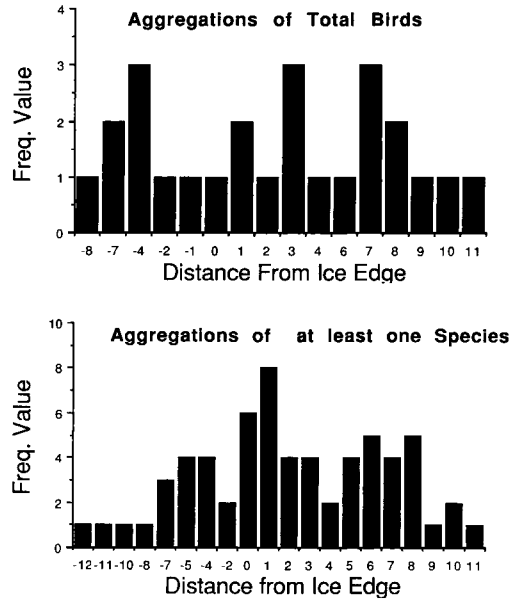 Aggregations of Total Birds
4
3
2
1
0
Freq. Value
-8 -7 -4 -2 -1 0 1 2 3 4 6 7 8 9 10 11
Distance From Ice Edge
Aggregations of at least one Species
10
8
6
4
2
0
Freq. Value
-12 -11 -10 -8 -7 -5 -4 -2 0 1 2 3 4 5 6 7 8 9 10 11
Distance from Ice Edge